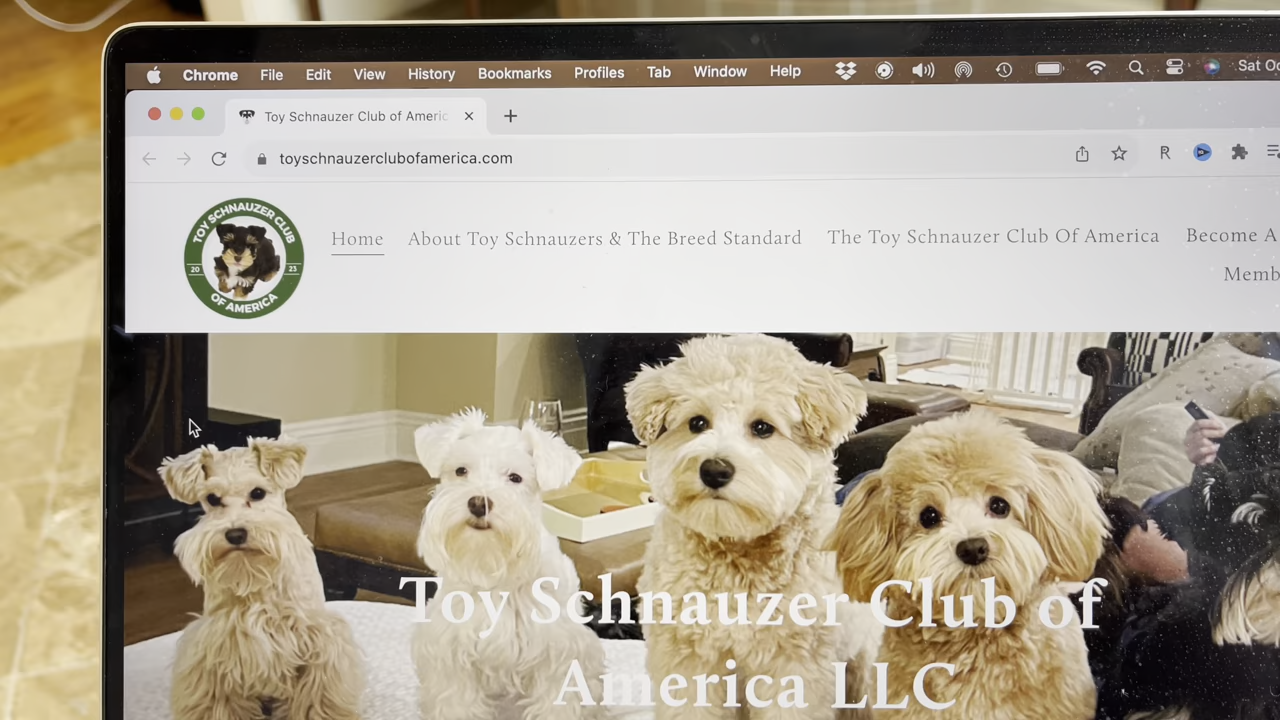 Chrome File Edit View History Bookmarks Profiles Tab Window Help Sat
Toy Schnauzer Club of Americ
toyschnauzerclubofamerica.com
TOY SCHNAUZER CLUB
20 23
OF AMERICA
Home About Toy Schnauzers & The Breed Standard The Toy Schnauzer Club Of America Become A
Memb
Toy Schnauzer Club of
America LLC